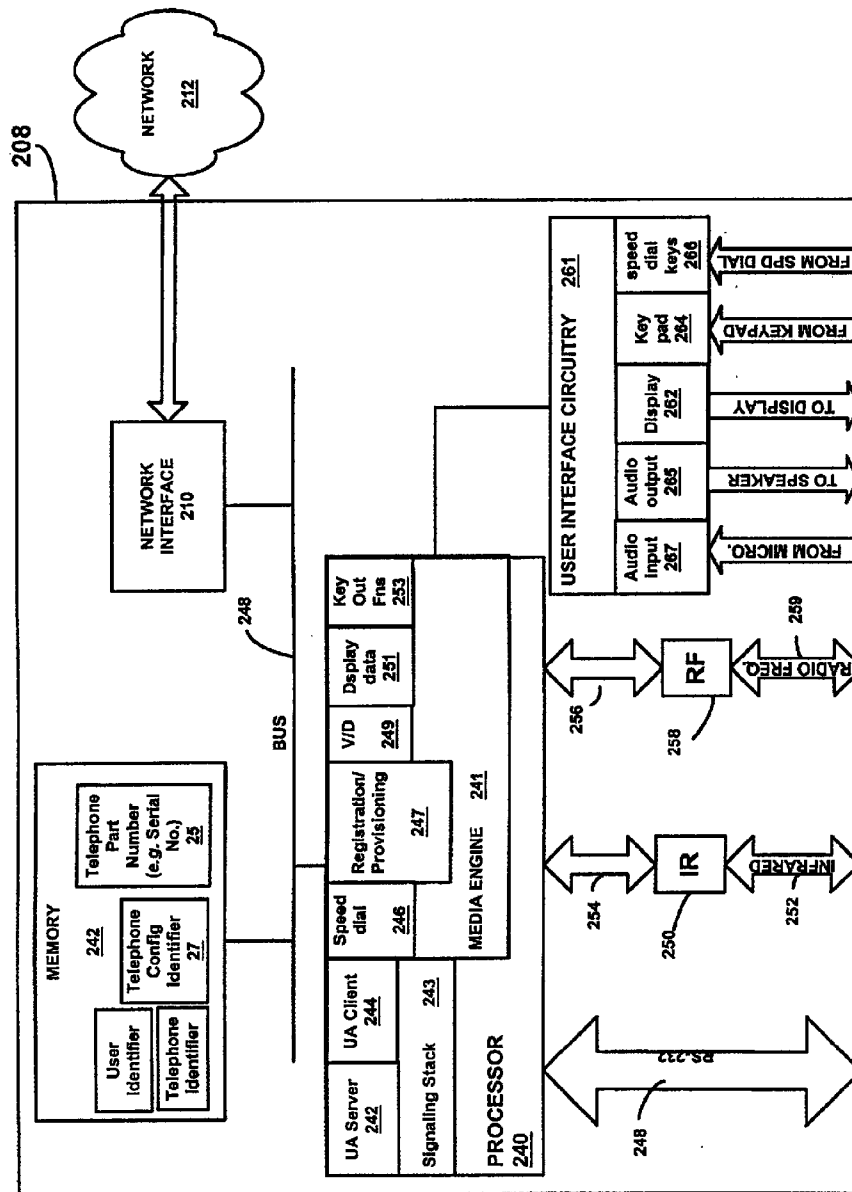 208
NETWORK
212
MEMORY
242
User
Identifier
Telephone Identifier
Telephone
Config
Identifier
27
Telephone
Part
Number
(e.g. Serial
No.)
25
NETWORK
INTERFACE
210
BUS
248
UA Server
242
UA Client
244
Signaling Stack 243
Speed
dial
246
Registration/
Provisioning
247
V/D
249
Dsplay
data
251
Key
Out
Fns
253
MEDIA ENGINE 241
PROCESSOR
240
USER INTERFACE CIRCUITRY 261
Audio
Input
267
Audio
output
265
Display
262
Key
pad
264
speed
dial
keys
266
FROM MICRO.
TO SPEAKER
TO DISPLAY
FROM KEYPAD
FROM SPD DIAL
RS-232
248
254
IR
250
INFRARED
252
256
RF
258
RADIO FREQ.
259